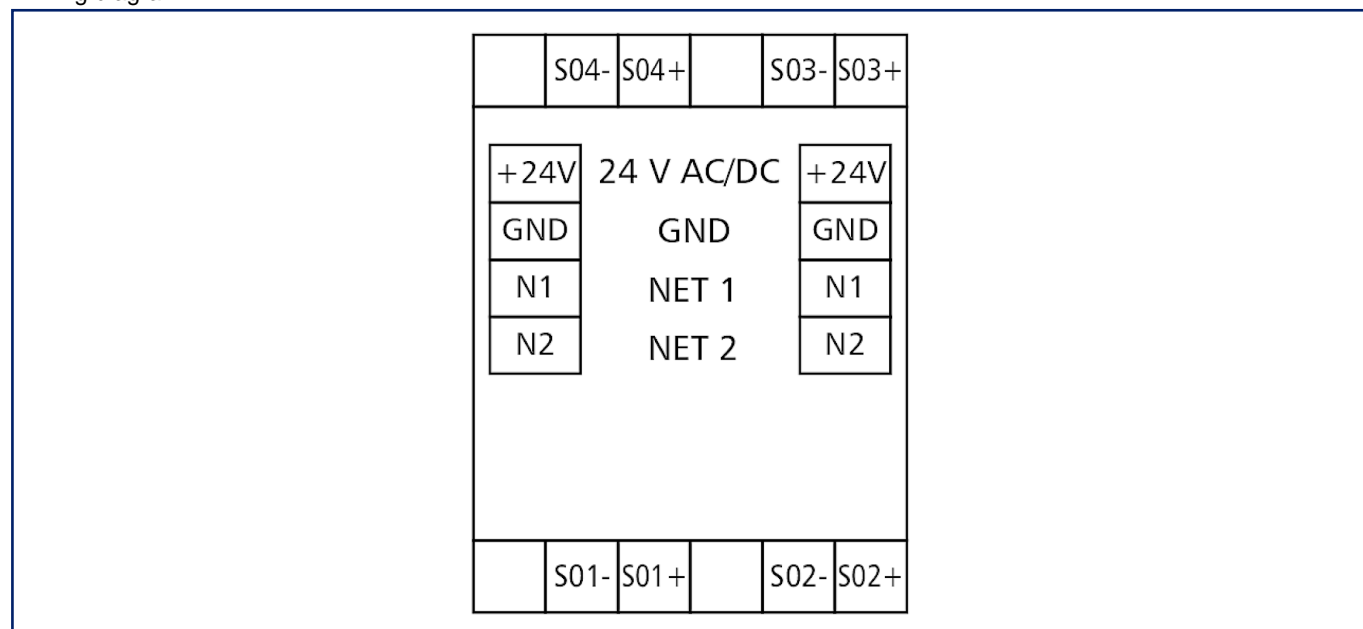 S04- S04+ S03- S03+
+24V 24 V AC/DC +24V
GND GND GND
N1 NET 1 N1
N2 NET 2 N2
S01- S01+ S02- S02+